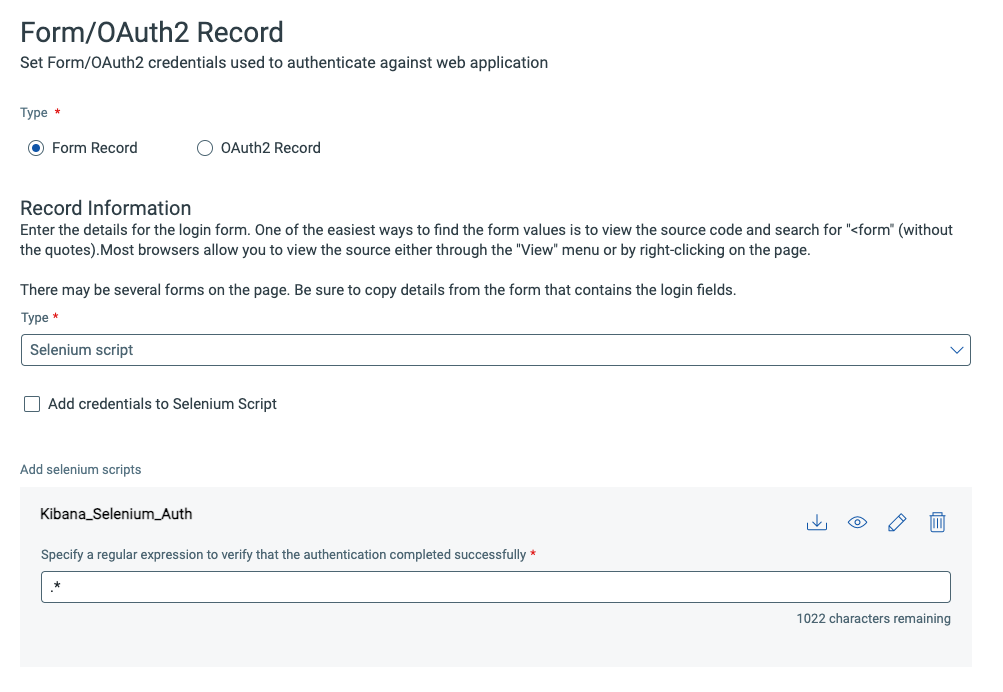 Form/OAuth2 Record
Set Form/OAuth2 credentials used to authenticate against web application
Type *
Form Record
OAuth2 Record
Record Information
Enter the details for the login form. One of the easiest ways to find the form values is to view the source code and search for "<form" (without
the quotes).Most browsers allow you to view the source either through the "View" menu or by right-clicking on the page.
There may be several forms on the page. Be sure to copy details from the form that contains the login fields.
Type *
Selenium script
Add credentials to Selenium Script
Add selenium scripts
Kibana_Selenium_Auth
Specify a regular expression to verify that the authentication completed successfully *
.*
1022 characters remaining